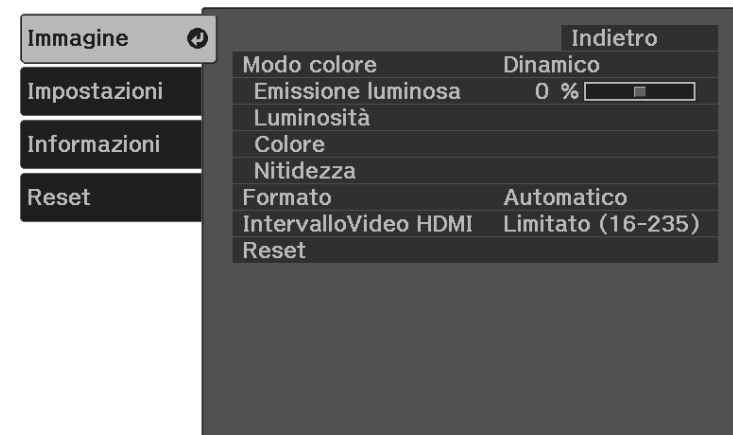 Immagine
Impostazioni
Informazioni
Reset
Indietro
Modo colore Dinamico
Emissione luminosa 0 %
Luminosità
Colore
Nitidezza
Formato Automatico
IntervalloVideo HDMI Limitato (16-235)
Reset